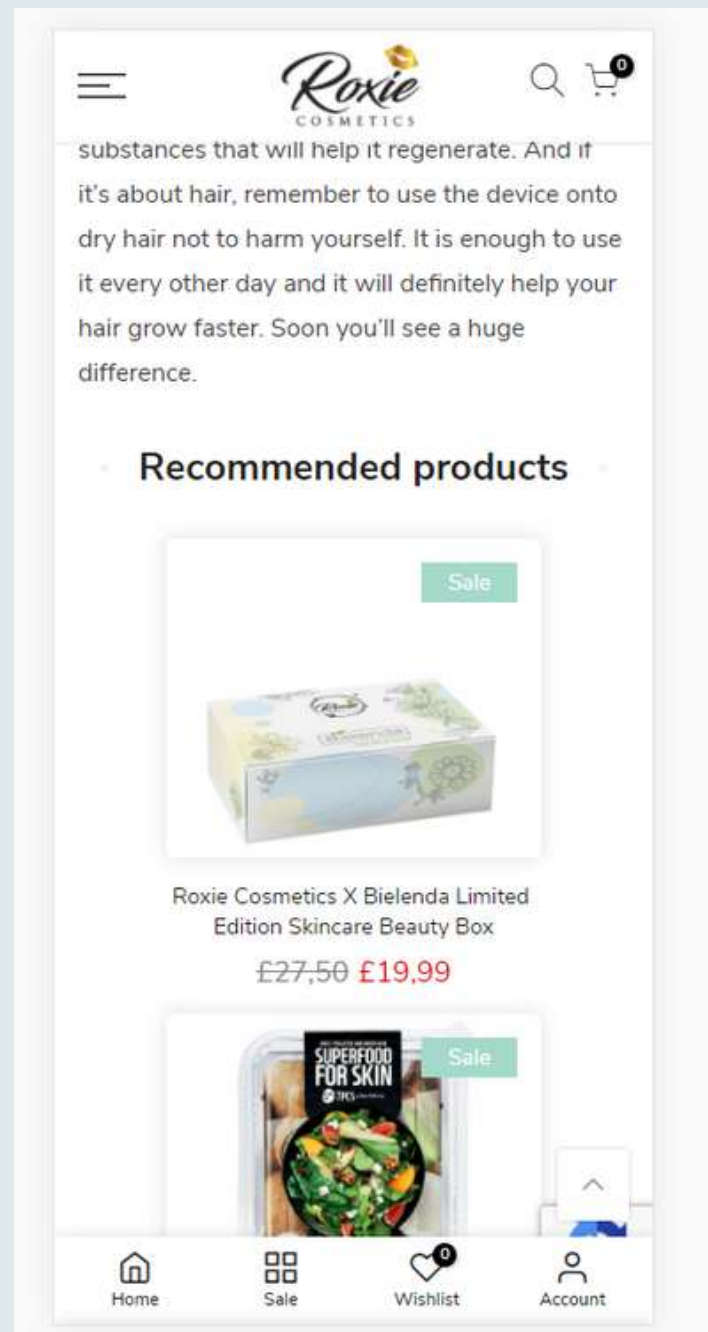 Roxie
COSMETICS
0
substances that will help it regenerate. And if
it's about hair, remember to use the device onto
dry hair not to harm yourself. It is enough to use
it every other day and it will definitely help your
hair grow faster. Soon you'll see a huge
difference.
Recommended products
Sale
Roxie
Bielenda
Roxie Cosmetics X Bielenda Limited
Edition Skincare Beauty Box
£27,50 £19,99
Sale
SUPERFOOD
FOR SKIN
7PCS
0
Home
Sale
Wishlist
Account